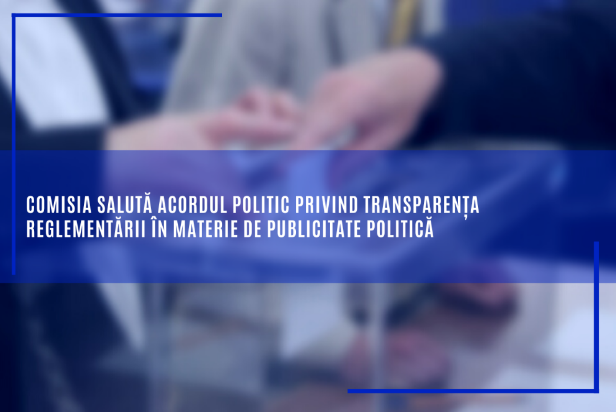 COMISIA SALUTĂ ACORDUL POLITIC PRIVIND TRANSPARENȚA
REGLEMENTĂRII ÎN MATERIE DE PUBLICITATE POLITICĂ